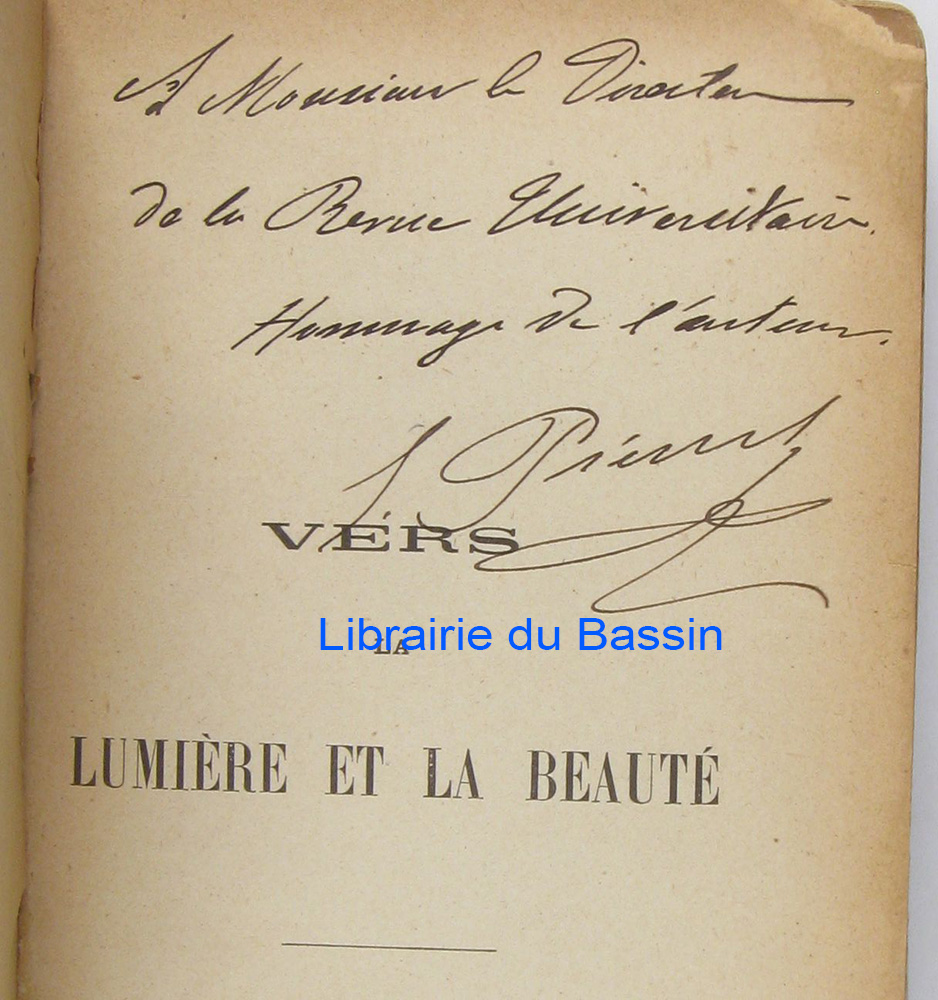 A Monsieur le Directeur
de la Revue Universitaire.
Hommage de l'auteur.
VERS
Librairie du Bassin
LA
LUMIÈRE ET LA BEAUTÉ